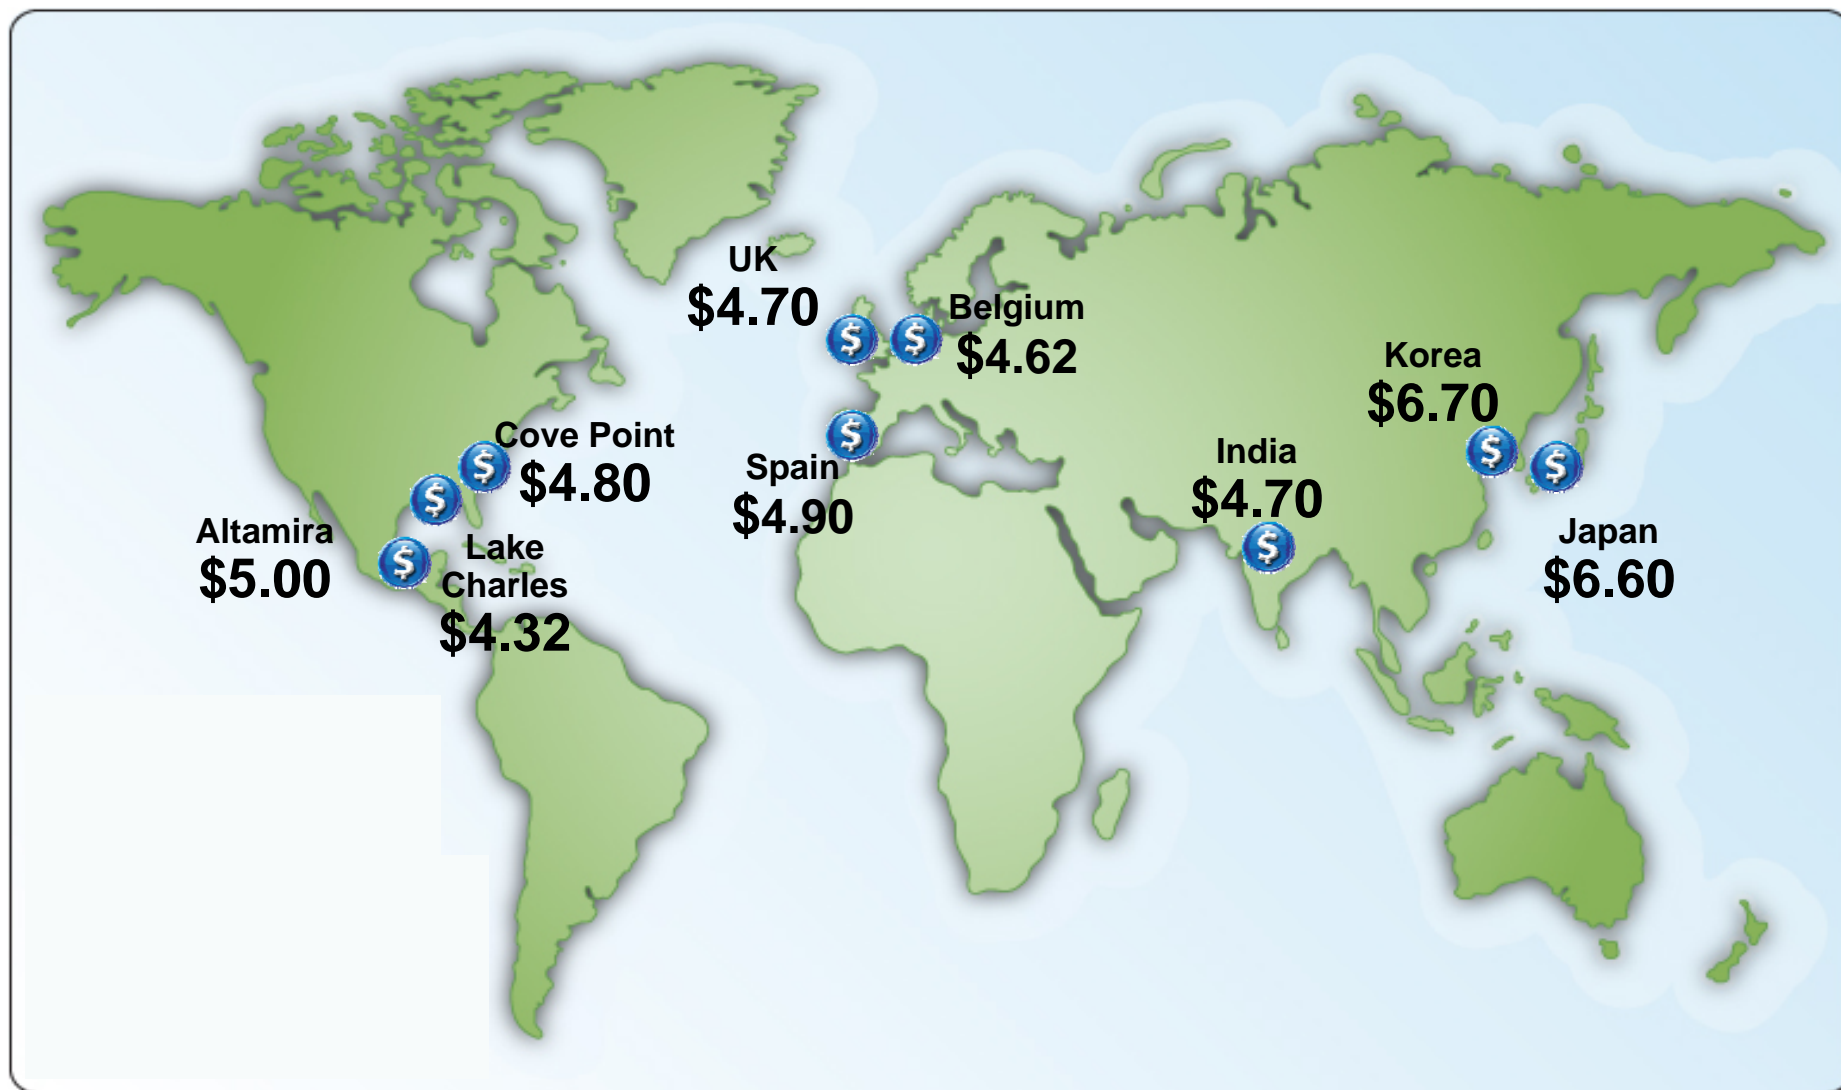 UK
$4.70
Belgium
$4.62
Korea
$6.70
Cove Point
$4.80
Spain
$4.90
India
$4.70
Altamira
$5.00
Lake
Charles
$4.32
Japan
$6.60
$
$
$
$
$
$
$
$
$